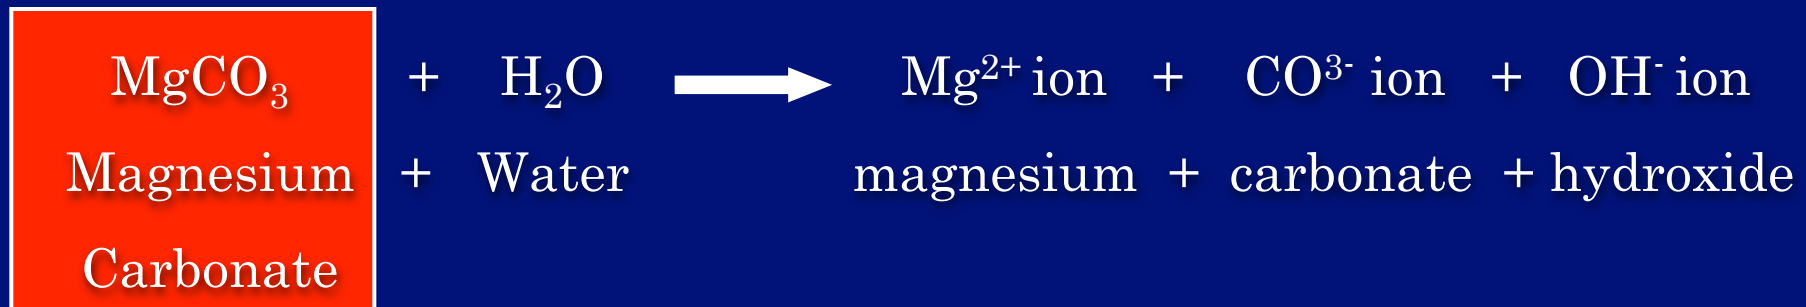 MgCO₃ + H₂O → Mg²⁺ ion + CO³⁻ ion + OH⁻ ion
Magnesium + Water magnesium + carbonate + hydroxide
Carbonate